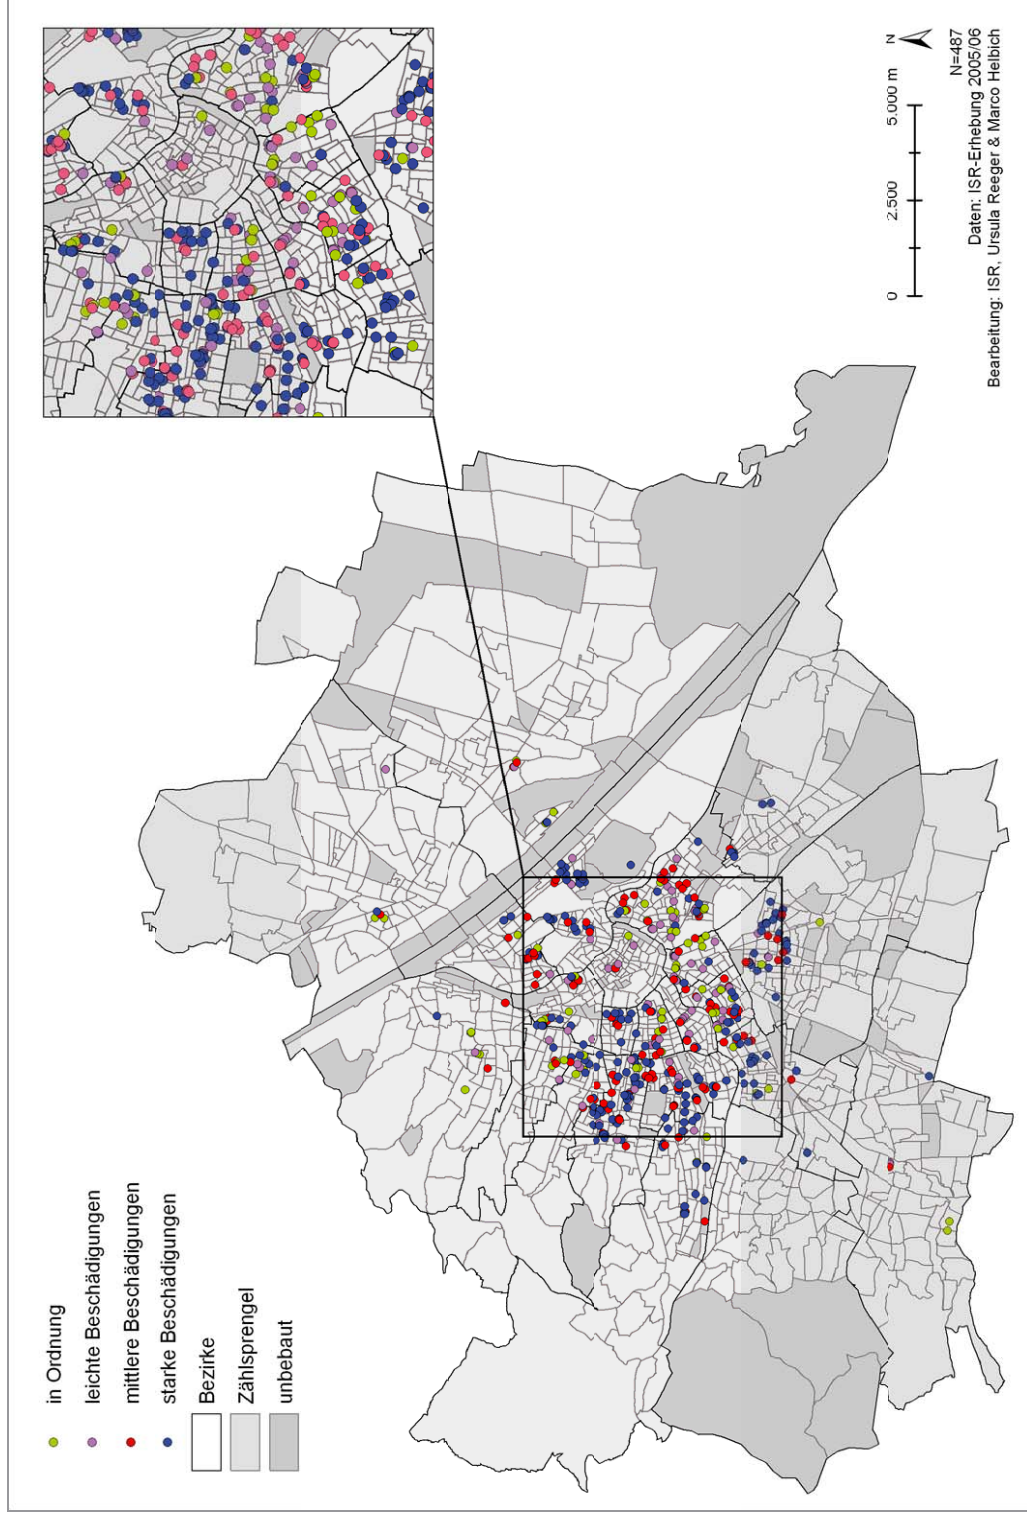 in Ordnung
leichte Beschädigungen
mittlere Beschädigungen
starke Beschädigungen
Bezirke
Zählsprengel
unbebaut
N
0 2.500 5.000 m
N=487
Daten: ISR-Erhebung 2005/06
Bearbeitung: ISR, Ursula Reeger & Marco Helbich